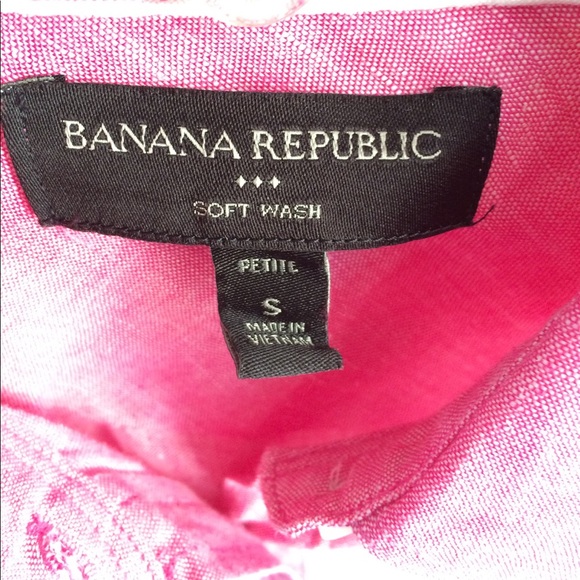 BANANA REPUBLIC
SOFT WASH
PETITE
S
MADE IN
VIETNAM